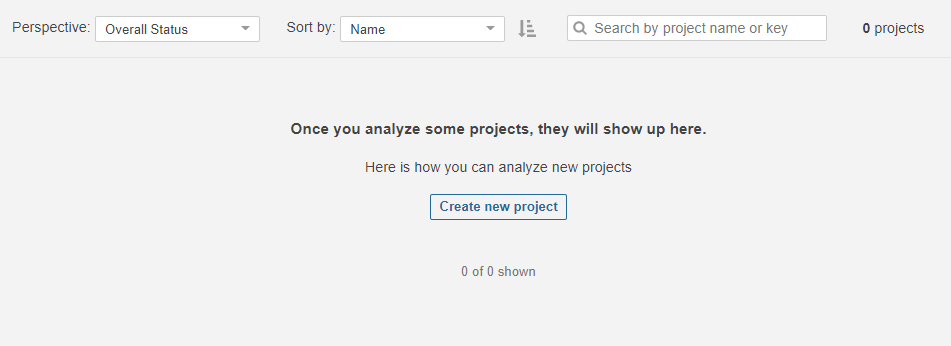 Perspective: Overall Status Sort by: Name Search by project name or key 0 projects
Once you analyze some projects, they will show up here.
Here is how you can analyze new projects
Create new project
0 of 0 shown